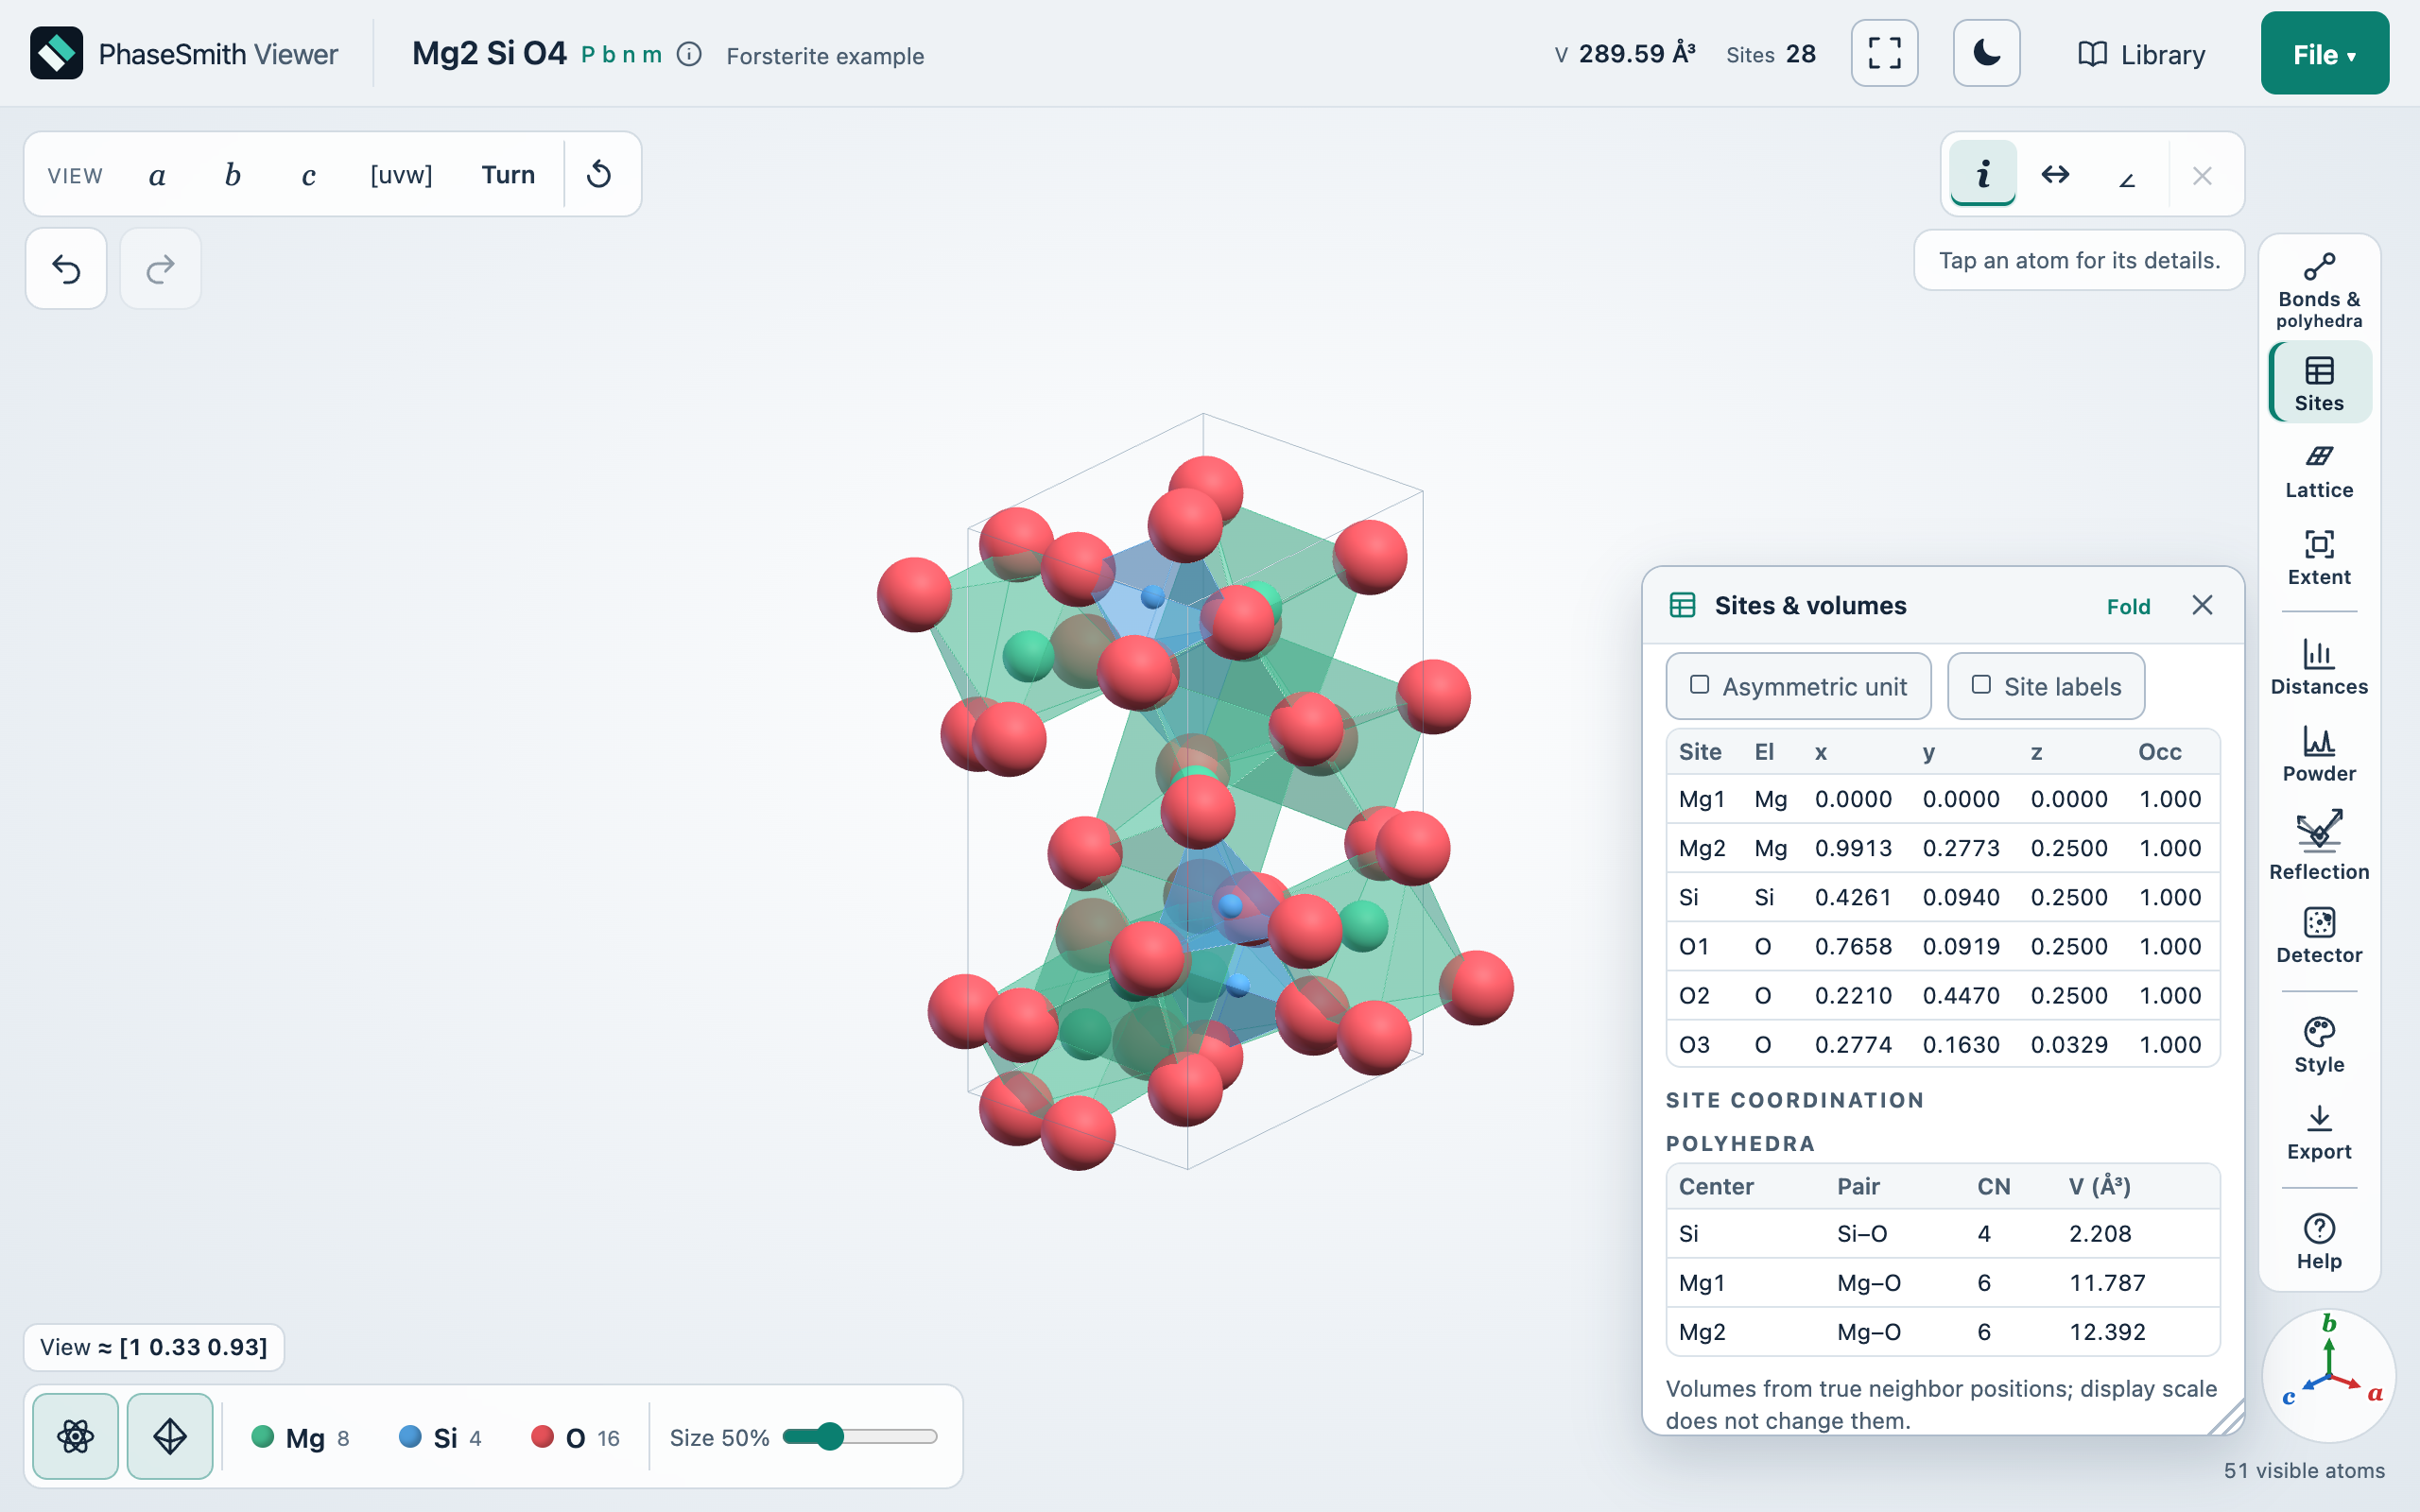 PhaseSmith Viewer
Mg2 Si O4 P b n m Forsterite example
V 289.59 Å³ Sites 28
Library
File ▾
VIEW a b c [uvw] Turn
i
Tap an atom for its details.
Bonds &
polyhedra
Sites
Lattice
Extent
Distances
Powder
Reflection
Detector
Style
Export
Help
Sites & volumes Fold
Asymmetric unit Site labels
Site El x y z Occ
Mg1 Mg 0.0000 0.0000 0.0000 1.000
Mg2 Mg 0.9913 0.2773 0.2500 1.000
Si Si 0.4261 0.0940 0.2500 1.000
O1 O 0.7658 0.0919 0.2500 1.000
O2 O 0.2210 0.4470 0.2500 1.000
O3 O 0.2774 0.1630 0.0329 1.000
SITE COORDINATION
POLYHEDRA
Center Pair CN V (Å³)
Si Si–O 4 2.208
Mg1 Mg–O 6 11.787
Mg2 Mg–O 6 12.392
Volumes from true neighbor positions; display scale
does not change them.
View ≈ [1 0.33 0.93]
Mg 8 Si 4 O 16 Size 50%
b
c
a
51 visible atoms